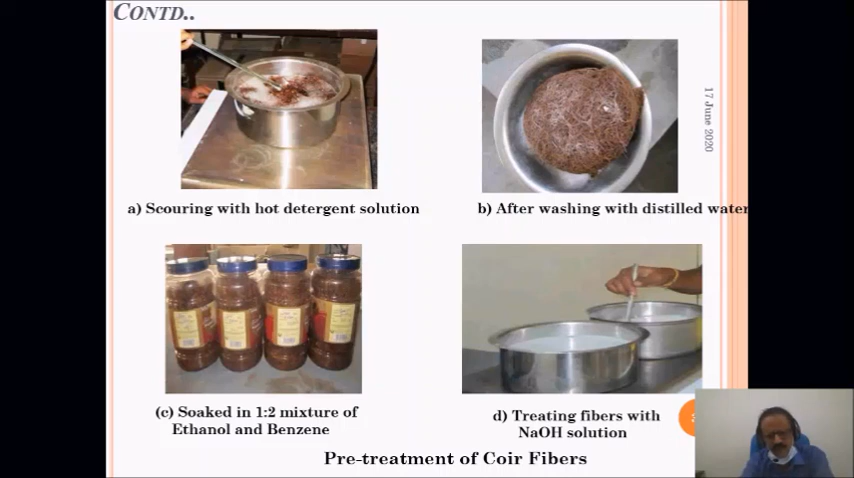 CONTD..
17 June 2020
a) Scouring with hot detergent solution
b) After washing with distilled water
(c) Soaked in 1:2 mixture of
Ethanol and Benzene
d) Treating fibers with
NaOH solution
Pre-treatment of Coir Fibers